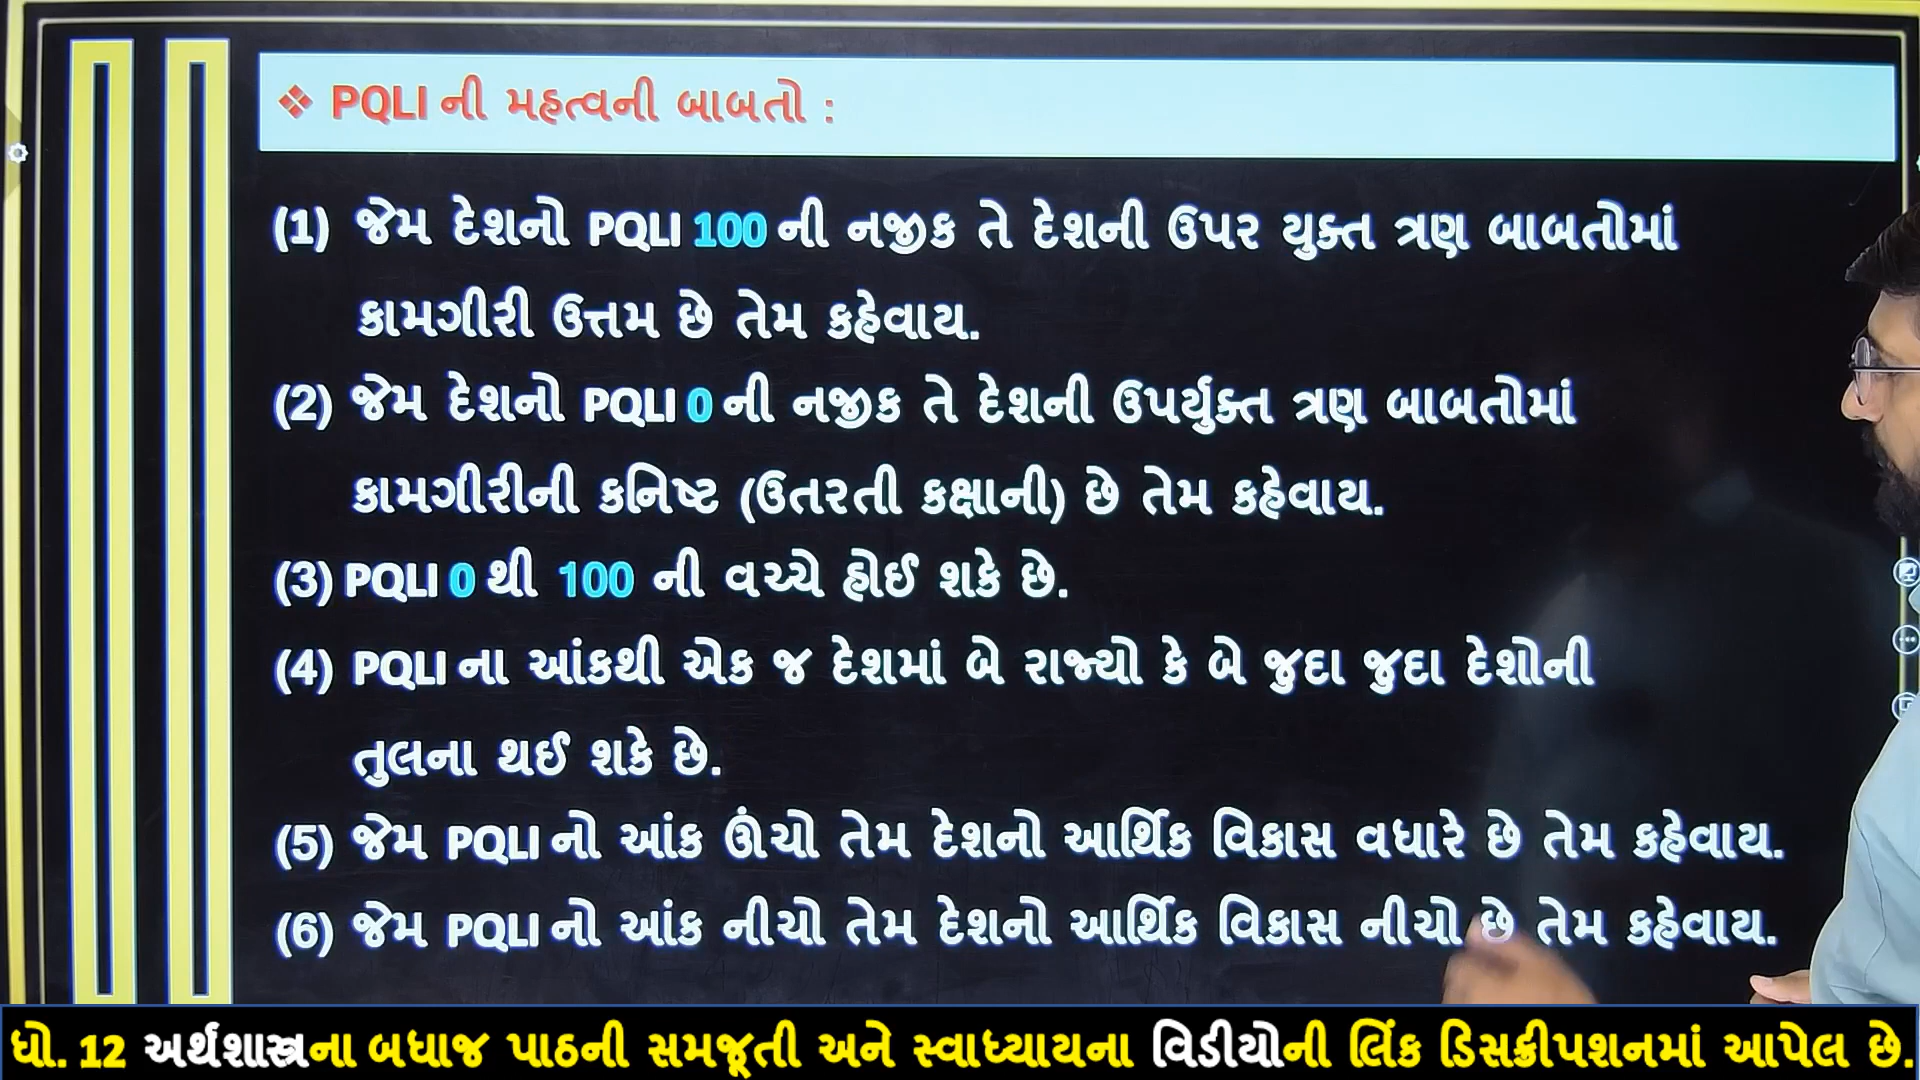 ❖ PQLI ની મહત્વની બાબતો :
(1) જેમ દેશનો PQLI 100 ની નજીક તે દેશની ઉપર યુક્ત ત્રણ બાબતોમાં
કામગીરી ઉત્તમ છે તેમ કહેવાય.
(2) જેમ દેશનો PQLI 0 ની નજીક તે દેશની ઉપર્યુક્ત ત્રણ બાબતોમાં
કામગીરીની કનિષ્ટ (ઉતરતી કક્ષાની) છે તેમ કહેવાય.
(3) PQLI 0 થી 100 ની વચ્ચે હોઈ શકે છે.
(4) PQLI ના આંકથી એક જ દેશમાં બે રાજ્યો કે બે જુદા જુદા દેશોની
તુલના થઈ શકે છે.
(5) જેમ PQLI નો આંક ઊંચો તેમ દેશનો આર્થિક વિકાસ વધારે છે તેમ કહેવાય.
(6) જેમ PQLI નો આંક નીચો તેમ દેશનો આર્થિક વિકાસ નીચો છે તેમ કહેવાય.
ધો. 12 અર્થશાસ્ત્રના બધાજ પાઠની સમજૂતી અને સ્વાધ્યાયના વિડીયોની લિંક ડિસક્રીપશનમાં આપેલ છે.